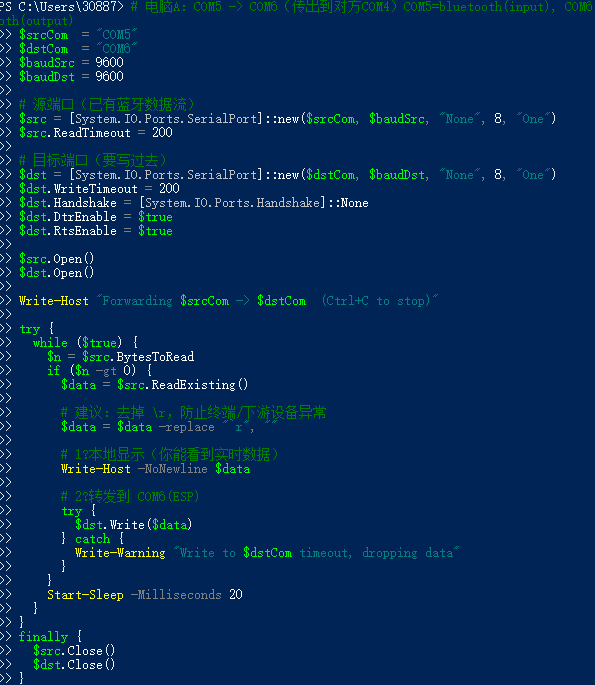 PS C:\Users\30887> # 电脑A：COM5 -> COM6（传出到对方COM4）COM5=bluetooth(input), COM6
oth(output)
>> $srcCom  = "COM5"
>> $dstCom  = "COM6"
>> $baudSrc = 9600
>> $baudDst = 9600
>>
>> # 源端口（已有蓝牙数据流）
>> $src = [System.IO.Ports.SerialPort]::new($srcCom, $baudSrc, "None", 8, "One")
>> $src.ReadTimeout = 200
>>
>> # 目标端口（要写过去）
>> $dst = [System.IO.Ports.SerialPort]::new($dstCom, $baudDst, "None", 8, "One")
>> $dst.WriteTimeout = 200
>> $dst.Handshake = [System.IO.Ports.Handshake]::None
>> $dst.DtrEnable = $true
>> $dst.RtsEnable = $true
>>
>> $src.Open()
>> $dst.Open()
>>
>> Write-Host "Forwarding $srcCom -> $dstCom  (Ctrl+C to stop)"
>>
>> try {
>>   while ($true) {
>>     $n = $src.BytesToRead
>>     if ($n -gt 0) {
>>       $data = $src.ReadExisting()
>>
>>       # 建议：去掉 \r，防止终端/下游设备异常
>>       $data = $data -replace "`r", ""
>>
>>       # 1?本地显示（你能看到实时数据）
>>       Write-Host -NoNewline $data
>>
>>       # 2?转发到 COM6(ESP)
>>       try {
>>         $dst.Write($data)
>>       } catch {
>>         Write-Warning "Write to $dstCom timeout, dropping data"
>>       }
>>     }
>>     Start-Sleep -Milliseconds 20
>>   }
>> }
>> finally {
>>   $src.Close()
>>   $dst.Close()
>> }